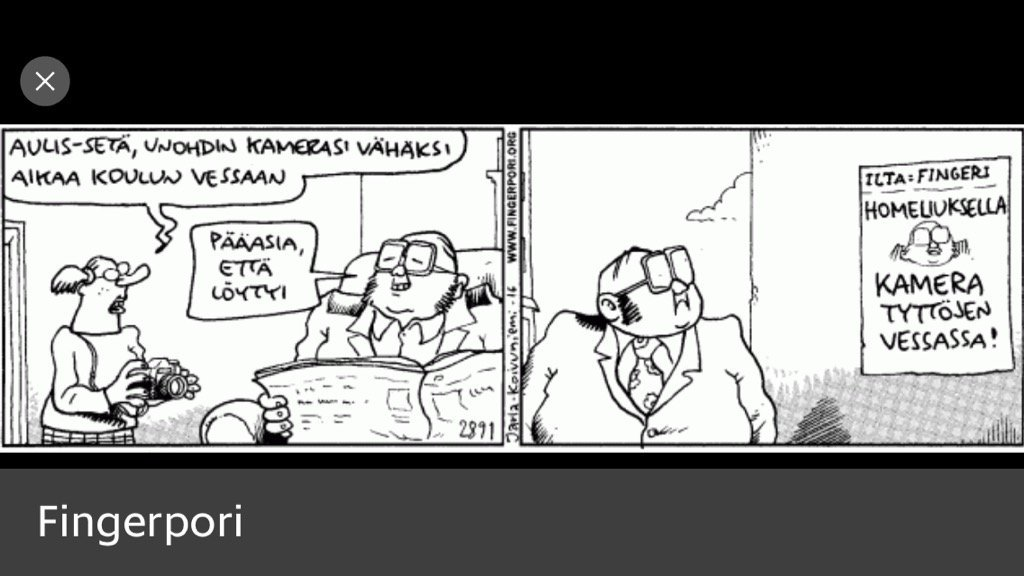 AULIS-SETÄ, UNOHDIN KAMERASI VÄHÄKSI
AIKAA KOULUN VESSAAN
PÄÄASIA,
ETTÄ
LÖYTYI
2891
Jarla · Koivuniemi · 16 WWW.FINGERPORI.ORG
ILTA=FINGERI
HOMELIUKSELLA
KAMERA
TYTTÖJEN
VESSASSA!
Fingerpori